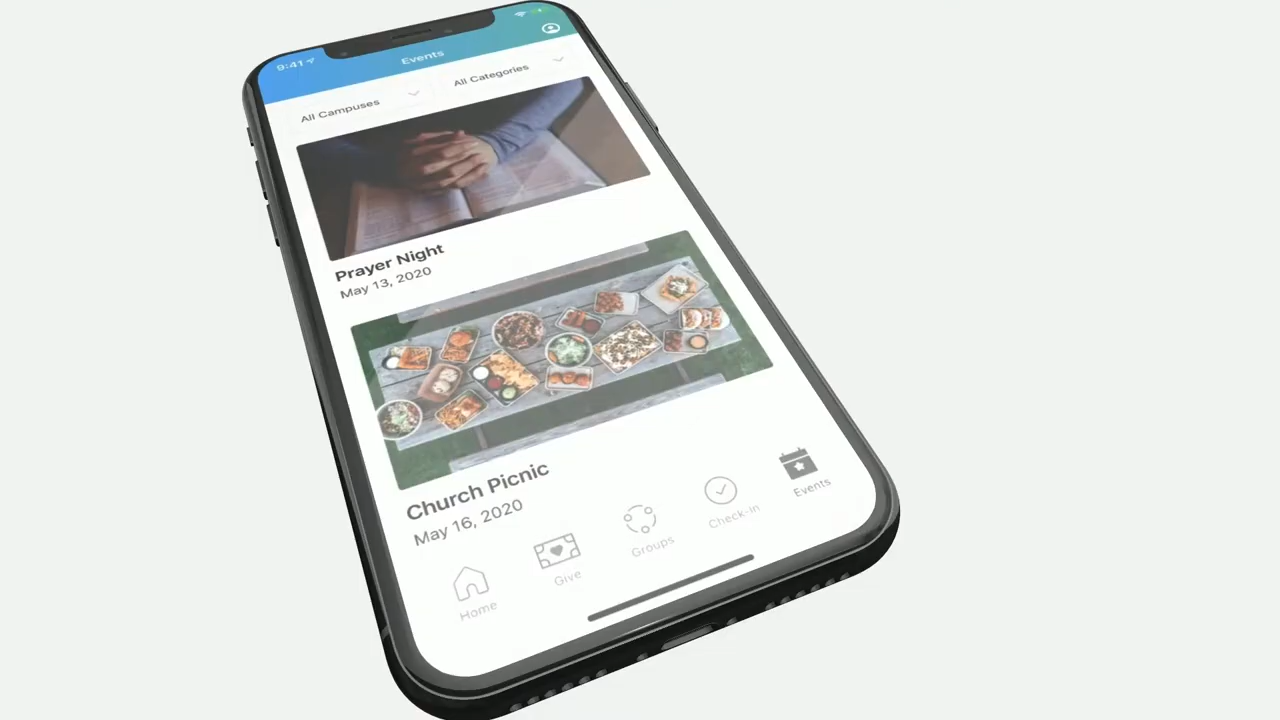 9:41
Events
All Campuses
All Categories
Prayer Night
May 13, 2020
Church Picnic
May 16, 2020
Home
Give
Groups
Check-In
Events